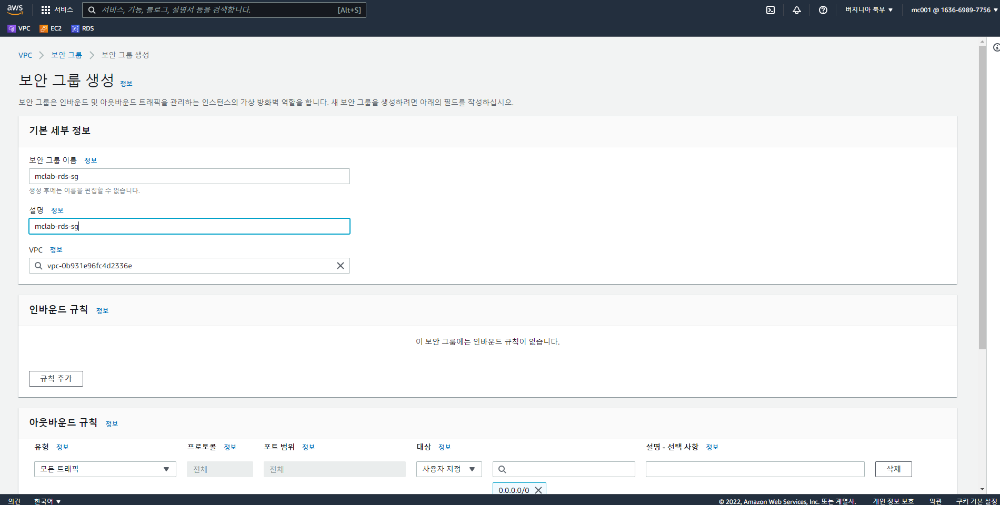 aws
서비스
서비스, 기능, 블로그, 설명서 등을 검색합니다.
[Alt+S]
버지니아 북부 ▼
mc001 @ 1636-6989-7756 ▼
VPC EC2 RDS
VPC > 보안 그룹 > 보안 그룹 생성
보안 그룹 생성 정보
보안 그룹은 인바운드 및 아웃바운드 트래픽을 관리하는 인스턴스의 가상 방화벽 역할을 합니다. 새 보안 그룹을 생성하려면 아래의 필드를 작성하십시오.
기본 세부 정보
보안 그룹 이름 정보
mclab-rds-sg
생성 후에는 이름을 편집할 수 없습니다.
설명 정보
mclab-rds-sg
VPC 정보
vpc-0b931e96fc4d2336e
인바운드 규칙 정보
이 보안 그룹에는 인바운드 규칙이 없습니다.
규칙 추가
아웃바운드 규칙 정보
유형 정보 프로토콜 정보 포트 범위 정보 대상 정보 설명 - 선택 사항 정보
모든 트래픽 전체 전체 사용자 지정 삭제
0.0.0.0/0
의견 한국어 ▼ © 2022, Amazon Web Services, Inc. 또는 계열사. 개인 정보 보호 약관 쿠키 기본 설정